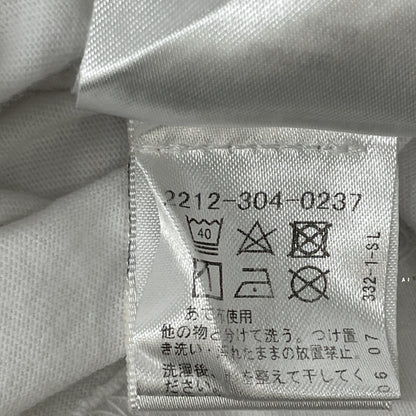 2212-304-0237
40
あて布使用
他の物と分けて洗う。つけ置
き洗い・汚れたままの放置禁止。
洗濯後、形を整えて干してく
ださい
332-1-SL
06 07